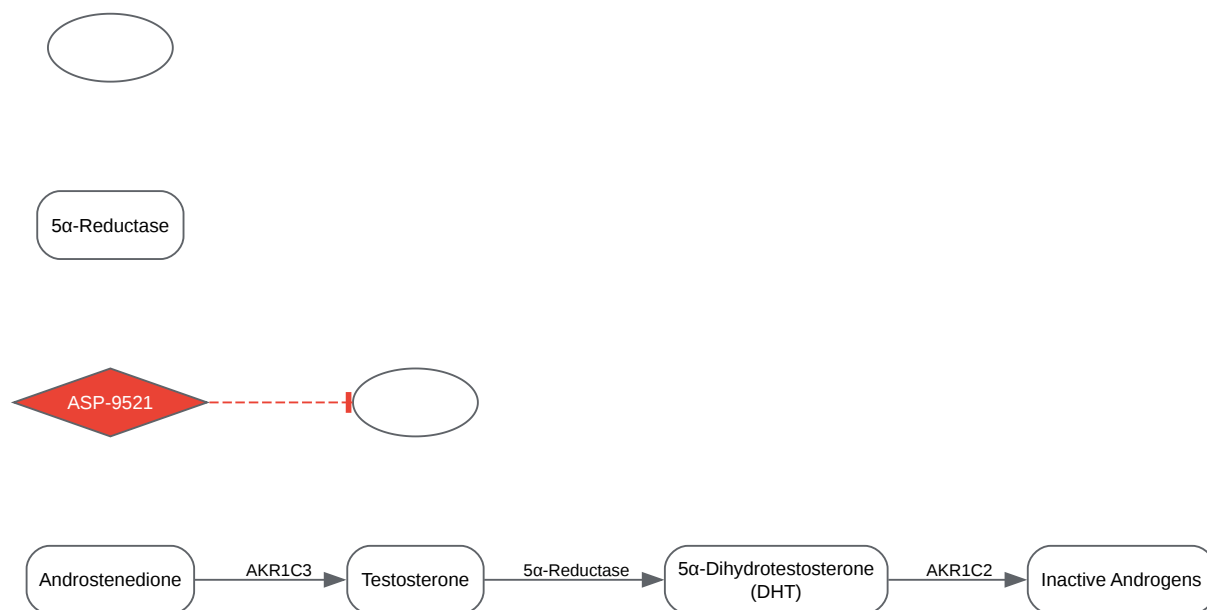 5α-Reductase
ASP-9521
Androstenedione
AKR1C3
Testosterone
5α-Reductase
5α-Dihydrotestosterone
(DHT)
AKR1C2
Inactive Androgens